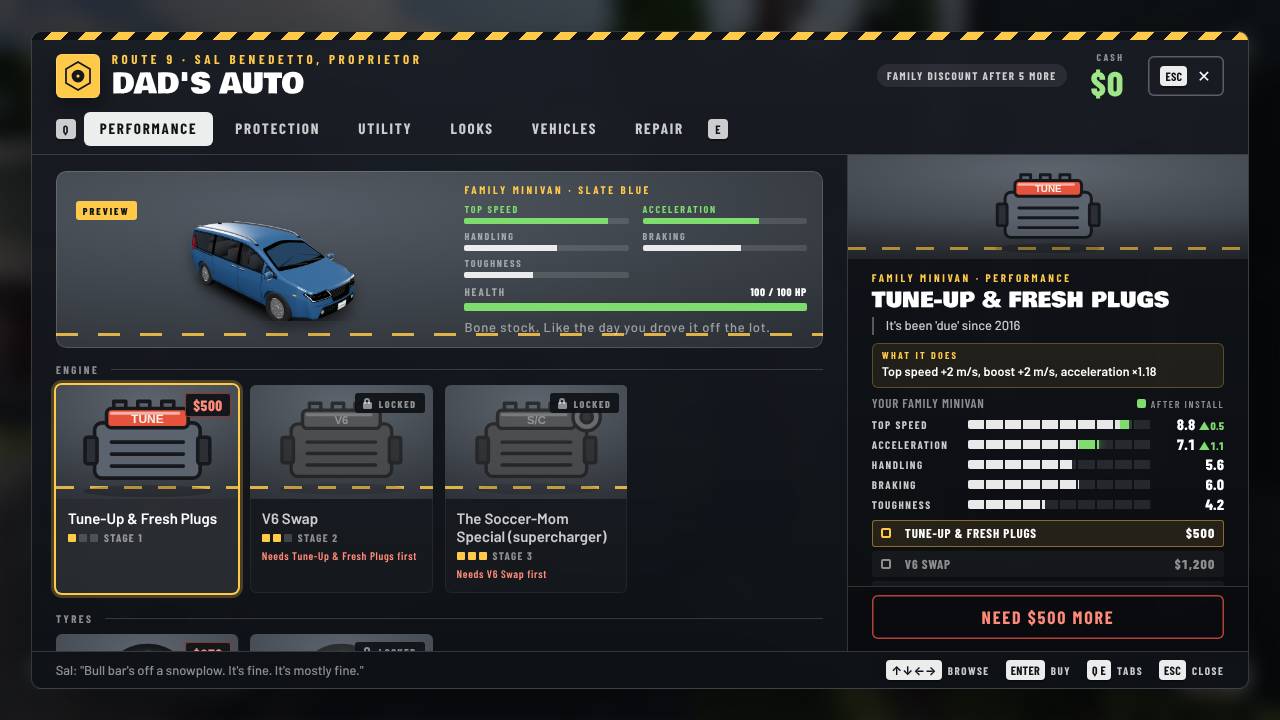 ROUTE 9 · SAL BENEDETTO, PROPRIETOR
DAD'S AUTO
FAMILY DISCOUNT AFTER 5 MORE
CASH
$0
ESC ×
Q PERFORMANCE PROTECTION UTILITY LOOKS VEHICLES REPAIR E
PREVIEW
FAMILY MINIVAN · SLATE BLUE
TOP SPEED ACCELERATION
HANDLING BRAKING
TOUGHNESS
HEALTH 100 / 100 HP
Bone stock. Like the day you drove it off the lot.
ENGINE
TUNE $500
Tune-Up & Fresh Plugs
STAGE 1
V6 LOCKED
V6 Swap
STAGE 2
Needs Tune-Up & Fresh Plugs first
S/C LOCKED
The Soccer-Mom
Special (supercharger)
STAGE 3
Needs V6 Swap first
TYRES
TUNE
FAMILY MINIVAN · PERFORMANCE
TUNE-UP & FRESH PLUGS
It's been 'due' since 2016
WHAT IT DOES
Top speed +2 m/s, boost +2 m/s, acceleration ×1.18
YOUR FAMILY MINIVAN AFTER INSTALL
TOP SPEED 8.8 ▲0.5
ACCELERATION 7.1 ▲1.1
HANDLING 5.6
BRAKING 6.0
TOUGHNESS 4.2
TUNE-UP & FRESH PLUGS $500
V6 SWAP $1,200
NEED $500 MORE
Sal: "Bull bar's off a snowplow. It's fine. It's mostly fine."
↑↓←→ BROWSE ENTER BUY Q E TABS ESC CLOSE